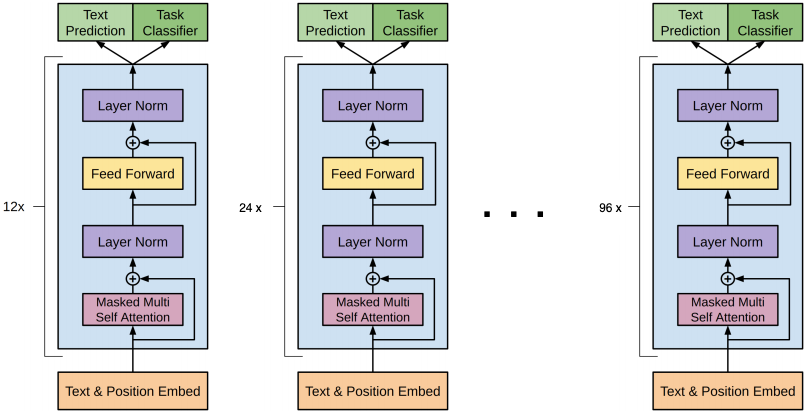 Text
Prediction
Task
Classifier
Layer Norm
Feed Forward
12x
Layer Norm
Masked Multi
Self Attention
Text & Position Embed
Text
Prediction
Task
Classifier
Layer Norm
Feed Forward
24 x
Layer Norm
Masked Multi
Self Attention
Text & Position Embed
. . .
Text
Prediction
Task
Classifier
Layer Norm
Feed Forward
96 x
Layer Norm
Masked Multi
Self Attention
Text & Position Embed